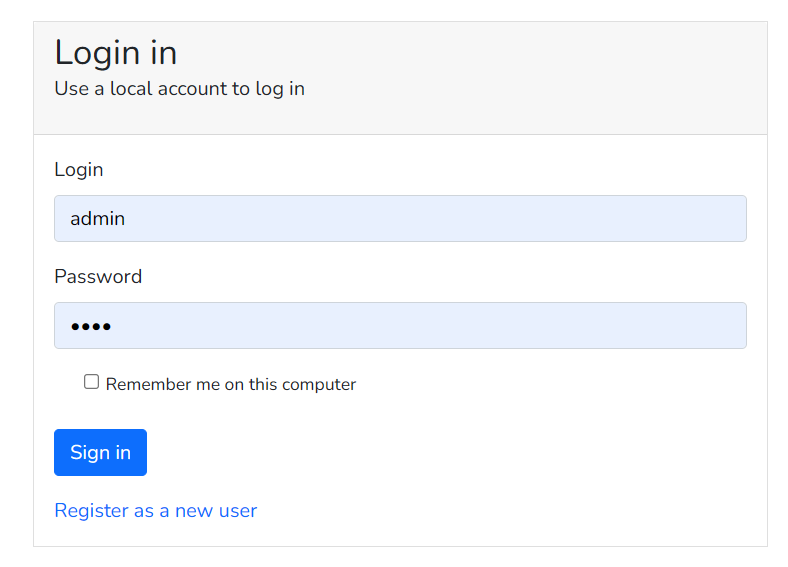 Login in
Use a local account to log in
Login
admin
Password
••••
Remember me on this computer
Sign in
Register as a new user